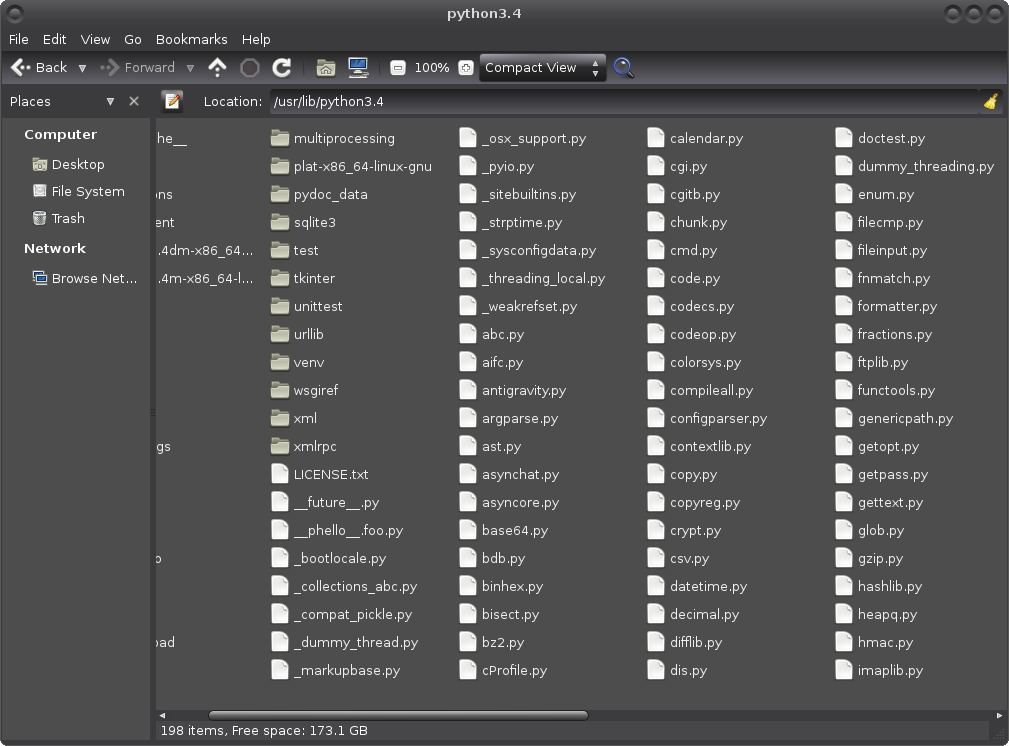 python3.4
File Edit View Go Bookmarks Help
Back Forward 100% Compact View
Places Location: /usr/lib/python3.4
Computer
Desktop
File System
Trash
Network
Browse Net...
he__
ons
ent
.4dm-x86_64...
.4m-x86_64-l...
gs
oad
multiprocessing
plat-x86_64-linux-gnu
pydoc_data
sqlite3
test
tkinter
unittest
urllib
venv
wsgiref
xml
xmlrpc
LICENSE.txt
__future__.py
__phello__.foo.py
_bootlocale.py
_collections_abc.py
_compat_pickle.py
_dummy_thread.py
_markupbase.py
_osx_support.py
_pyio.py
_sitebuiltins.py
_strptime.py
_sysconfigdata.py
_threading_local.py
_weakrefset.py
abc.py
aifc.py
antigravity.py
argparse.py
ast.py
asynchat.py
asyncore.py
base64.py
bdb.py
binhex.py
bisect.py
bz2.py
cProfile.py
calendar.py
cgi.py
cgitb.py
chunk.py
cmd.py
code.py
codecs.py
codeop.py
colorsys.py
compileall.py
configparser.py
contextlib.py
copy.py
copyreg.py
crypt.py
csv.py
datetime.py
decimal.py
difflib.py
dis.py
doctest.py
dummy_threading.py
enum.py
filecmp.py
fileinput.py
fnmatch.py
formatter.py
fractions.py
ftplib.py
functools.py
genericpath.py
getopt.py
getpass.py
gettext.py
glob.py
gzip.py
hashlib.py
heapq.py
hmac.py
imaplib.py
198 items, Free space: 173.1 GB